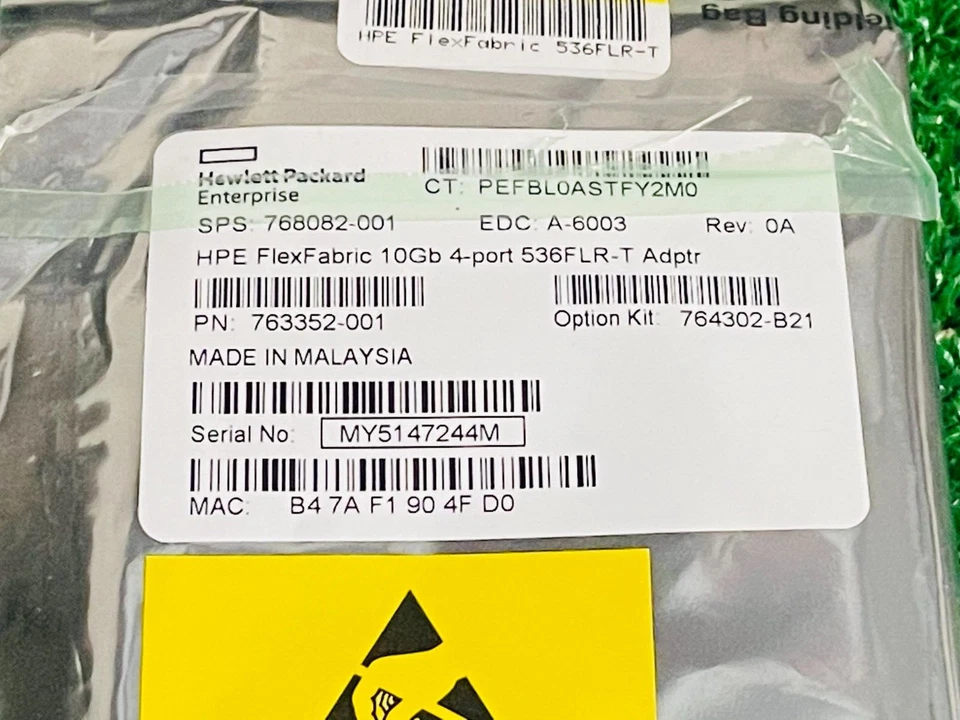 ielding Bag
HPE FlexFabric 536FLR-T
Hewlett Packard
Enterprise
CT: PEFBL0ASTFY2M0
SPS: 768082-001 EDC: A-6003 Rev: 0A
HPE FlexFabric 10Gb 4-port 536FLR-T Adptr
PN: 763352-001 Option Kit: 764302-B21
MADE IN MALAYSIA
Serial No: MY5147244M
MAC: B4 7A F1 90 4F D0